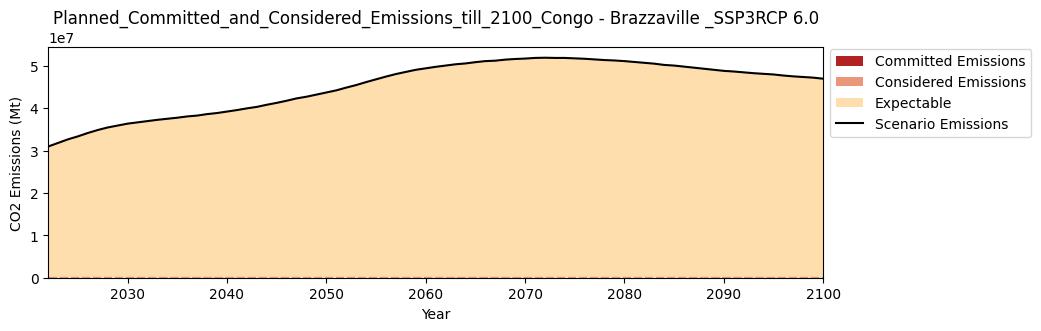 Planned_Committed_and_Considered_Emissions_till_2100_Congo - Brazzaville _SSP3RCP 6.0
1e7
5
4
3
2
1
0
CO2 Emissions (Mt)
2030 2040 2050 2060 2070 2080 2090 2100
Year
Committed Emissions
Considered Emissions
Expectable
Scenario Emissions